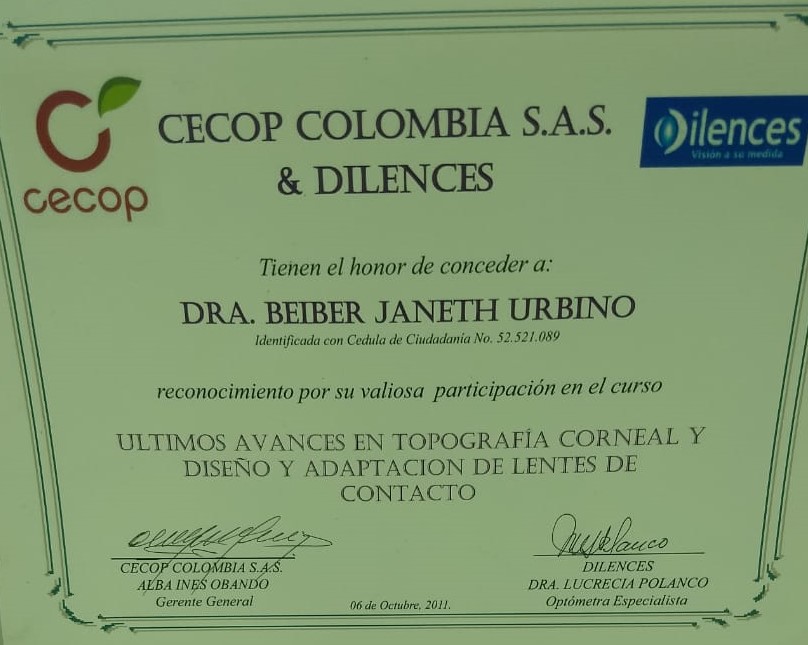 cecop
CECOP COLOMBIA S.A.S.
& DILENCES
Dilences
Visión a su medida
Tienen el honor de conceder a:
DRA. BEIBER JANETH URBINO
Identificada con Cedula de Ciudadanía No. 52.521.089
reconocimiento por su valiosa participación en el curso
ULTIMOS AVANCES EN TOPOGRAFÍA CORNEAL Y
DISEÑO Y ADAPTACION DE LENTES DE
CONTACTO
CECOP COLOMBIA S.A.S.
ALBA INES OBANDO
Gerente General
06 de Octubre, 2011.
DILENCES
DRA. LUCRECIA POLANCO
Optómetra Especialista